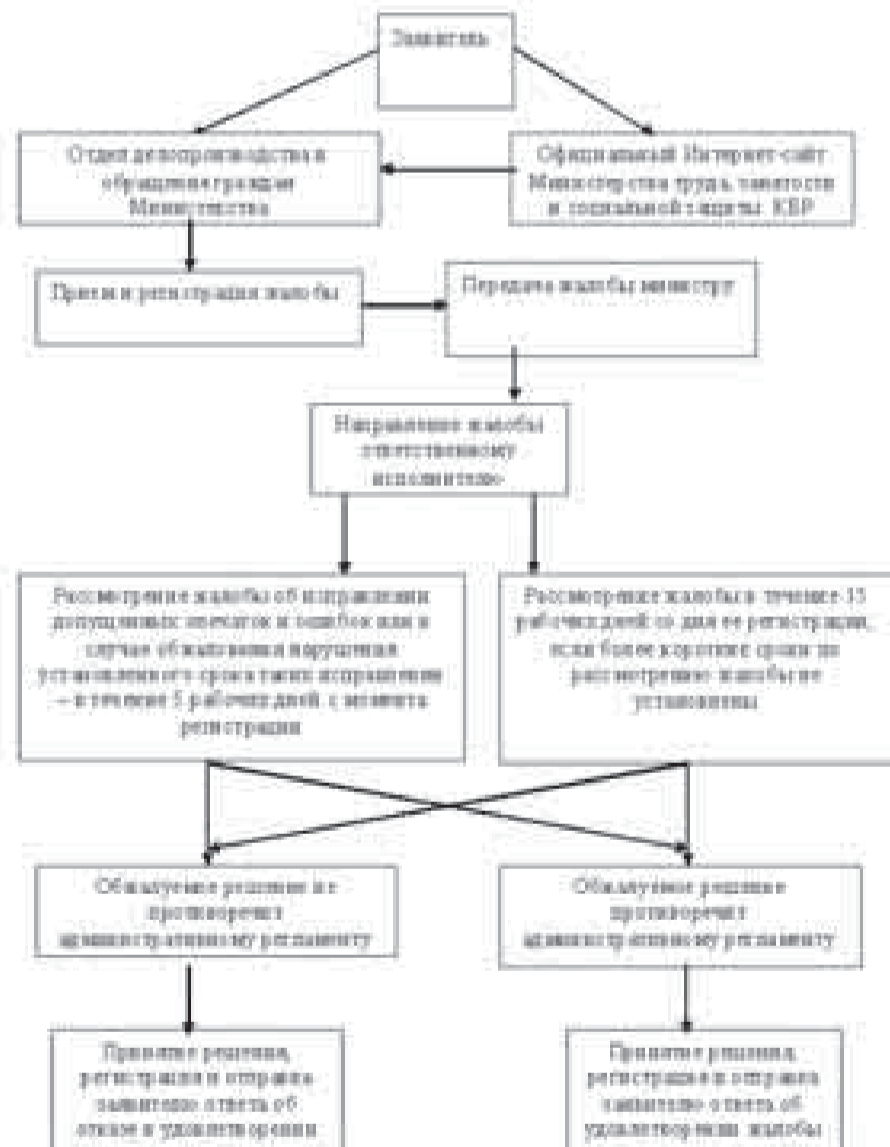 Заявитель
Отдел делопроизводства и
обращения граждан
Министерства
Официальный Интернет-сайт
Министерства труда, занятости
и социальной защиты КБР
Прием и регистрация жалобы
Передача жалобы министру
Направление жалобы
ответственному
исполнителю
Рассмотрение жалобы об исправлении
допущенных опечаток и ошибок или в
случае обжалования нарушения
установленного срока таких исправлений
– в течение 5 рабочих дней с момента
регистрации
Рассмотрение жалобы в течение 15
рабочих дней со дня ее регистрации,
если более короткие сроки по
рассмотрению жалобы не
установлены
Обжалуемое решение не
противоречит
административному регламенту
Обжалуемое решение
противоречит
административному регламенту
Принятие решения,
регистрация и отправка
заявителю ответа об
отказе в удовлетворении
Принятие решения,
регистрация и отправка
заявителю ответа об
удовлетворении жалобы